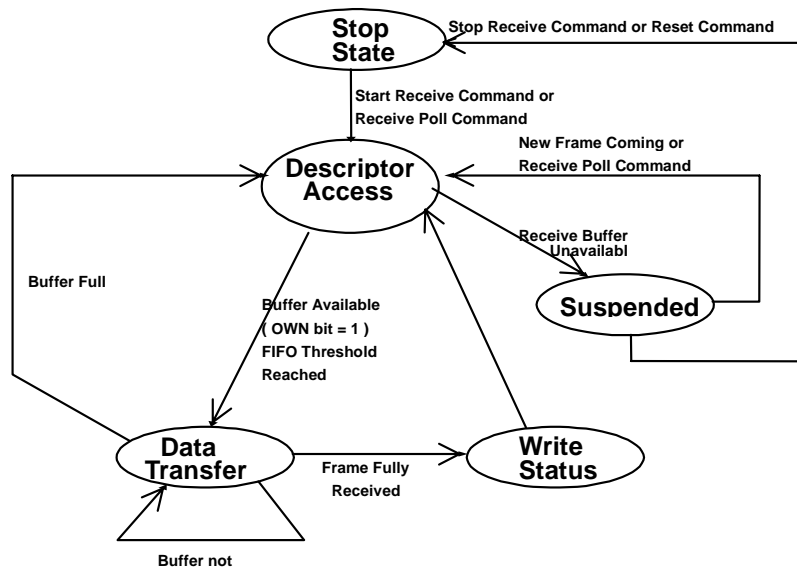 Stop
State
Stop Receive Command or Reset Command
Start Receive Command or
Receive Poll Command
New Frame Coming or
Receive Poll Command
Descriptor
Access
Receive Buffer
Unavailabl
Buffer Full
Suspended
Buffer Available
( OWN bit = 1 )
FIFO Threshold
Reached
Data
Transfer
Frame Fully
Received
Write
Status
Buffer not